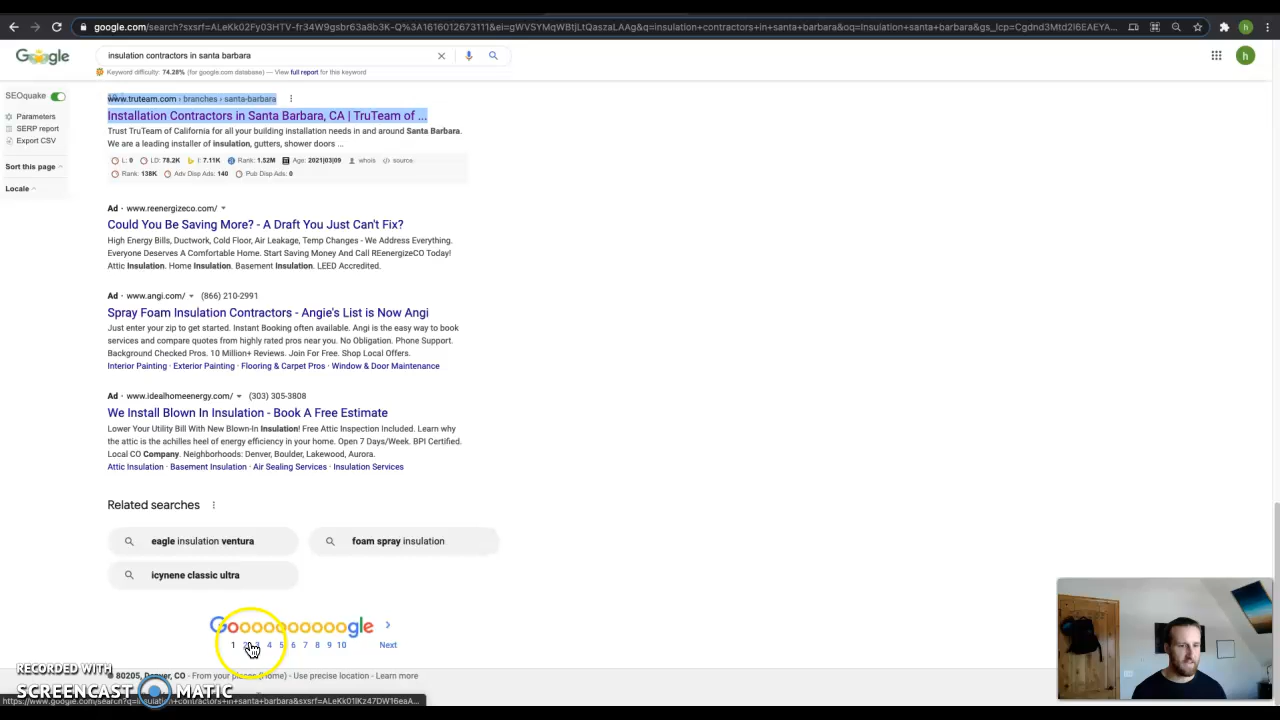 google.com/search?sxsrf=ALeKk02Fy03HTV-fr34W9gsbr63a8b3K-Q%3A1616012673111&ei=gWVSYMqWBtjLtQaszaLAAg&q=insulation+contractors+in+santa+barbara&oq=Insulation+santa+barbara&gs_lcp=Cgdnd3Mtd2l6EAEYA...
h
Google
insulation contractors in santa barbara
h
Keyword difficulty: 74.28% (for google.com database) — View full report for this keyword
SEOquake
Parameters
SERP report
Export CSV
Sort this page
Locale
www.truteam.com › branches › santa-barbara
Installation Contractors in Santa Barbara, CA | TruTeam of ...
Trust TruTeam of California for all your building installation needs in and around Santa Barbara.
We are a leading installer of insulation, gutters, shower doors ...
L: 0 LD: 78.2K I: 7.11K Rank: 1.52M Age: 2021|03|09 whois source
Rank: 138K Adv Disp Ads: 140 Pub Disp Ads: 0
Ad · www.reenergizeco.com/
Could You Be Saving More? - A Draft You Just Can't Fix?
High Energy Bills, Ductwork, Cold Floor, Air Leakage, Temp Changes - We Address Everything.
Everyone Deserves A Comfortable Home. Start Saving Money And Call REenergizeCO Today!
Attic Insulation. Home Insulation. Basement Insulation. LEED Accredited.
Ad · www.angi.com/ (866) 210-2991
Spray Foam Insulation Contractors - Angie's List is Now Angi
Just enter your zip to get started. Instant Booking often available. Angi is the easy way to book
services and compare quotes from highly rated pros near you. No Obligation. Phone Support.
Background Checked Pros. 10 Million+ Reviews. Join For Free. Shop Local Offers.
Interior Painting · Exterior Painting · Flooring & Carpet Pros · Window & Door Maintenance
Ad · www.idealhomeenergy.com/ (303) 305-3808
We Install Blown In Insulation - Book A Free Estimate
Lower Your Utility Bill With New Blown-In Insulation! Free Attic Inspection Included. Learn why
the attic is the achilles heel of energy efficiency in your home. Open 7 Days/Week. BPI Certified.
Local CO Company. Neighborhoods: Denver, Boulder, Lakewood, Aurora.
Attic Insulation · Basement Insulation · Air Sealing Services · Insulation Services
Related searches
eagle insulation ventura
foam spray insulation
icynene classic ultra
Goooooooooogle >
1 2 3 4 5 6 7 8 9 10 Next
80205, Denver, CO - From your places (Home) - Use precise location - Learn more
RECORDED WITH
SCREENCAST MATIC